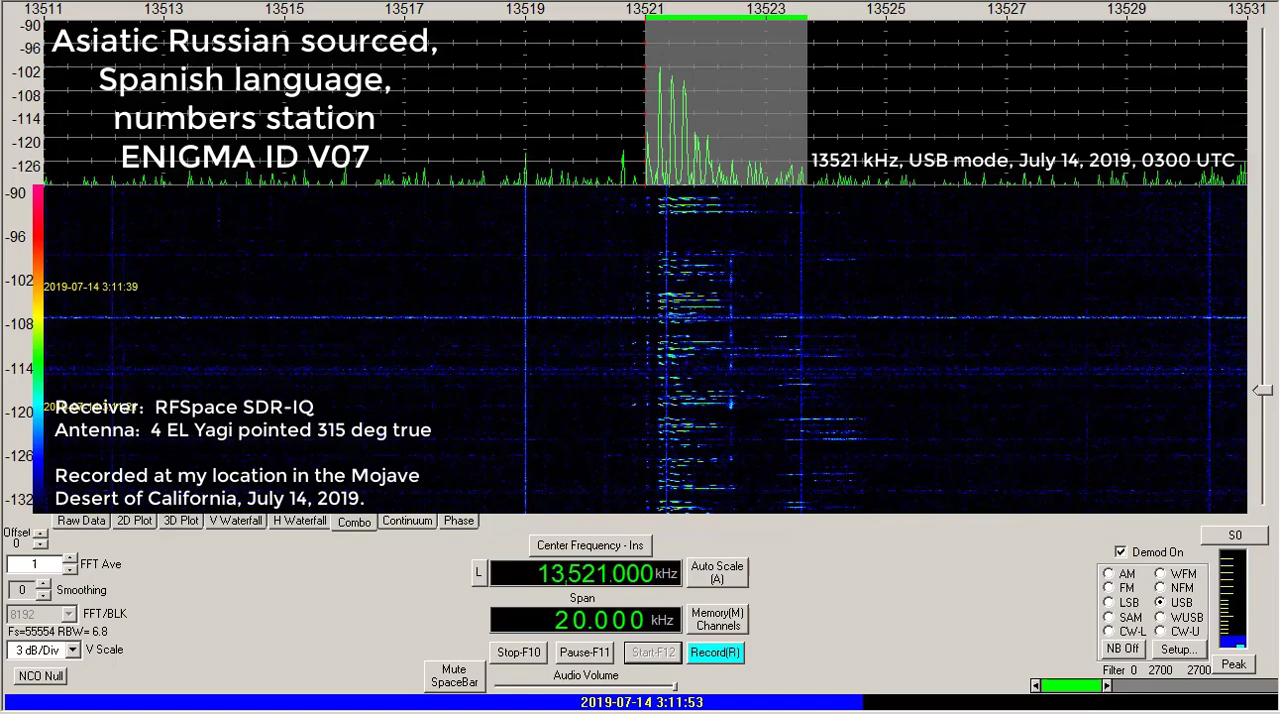 13511 13513 13515 13517 13519 13521 13523 13525 13527 13529 13531
-90
-96
-102
-108
-114
-120
-126
Asiatic Russian sourced,
Spanish language,
numbers station
ENIGMA ID V07
13521 kHz, USB mode, July 14, 2019, 0300 UTC
-90
-96
-102
-108
-114
-120
-126
-132
2019-07-14 3:11:39
Receiver: RFSpace SDR-IQ
Antenna: 4 EL Yagi pointed 315 deg true
Recorded at my location in the Mojave
Desert of California, July 14, 2019.
Raw Data 2D Plot 3D Plot V Waterfall H Waterfall Combo Continuum Phase
Offset
0
1 FFT Ave
0 Smoothing
8192 FFT/BLK
Fs=55554 RBW= 6.8
3 dB/Div V Scale
NCO Null
Center Frequency - Ins
L 13,521.000 kHz
Auto Scale
(A)
Span
20.000 kHz
Memory(M)
Channels
Stop-F10 Pause-F11 Start-F12 Record(R)
Mute
SpaceBar
Audio Volume
S0
Demod On
AM WFM
FM NFM
LSB USB
SAM WUSB
CW-L CW-U
NB Off Setup...
Filter 0 2700 2700
Peak
2019-07-14 3:11:53